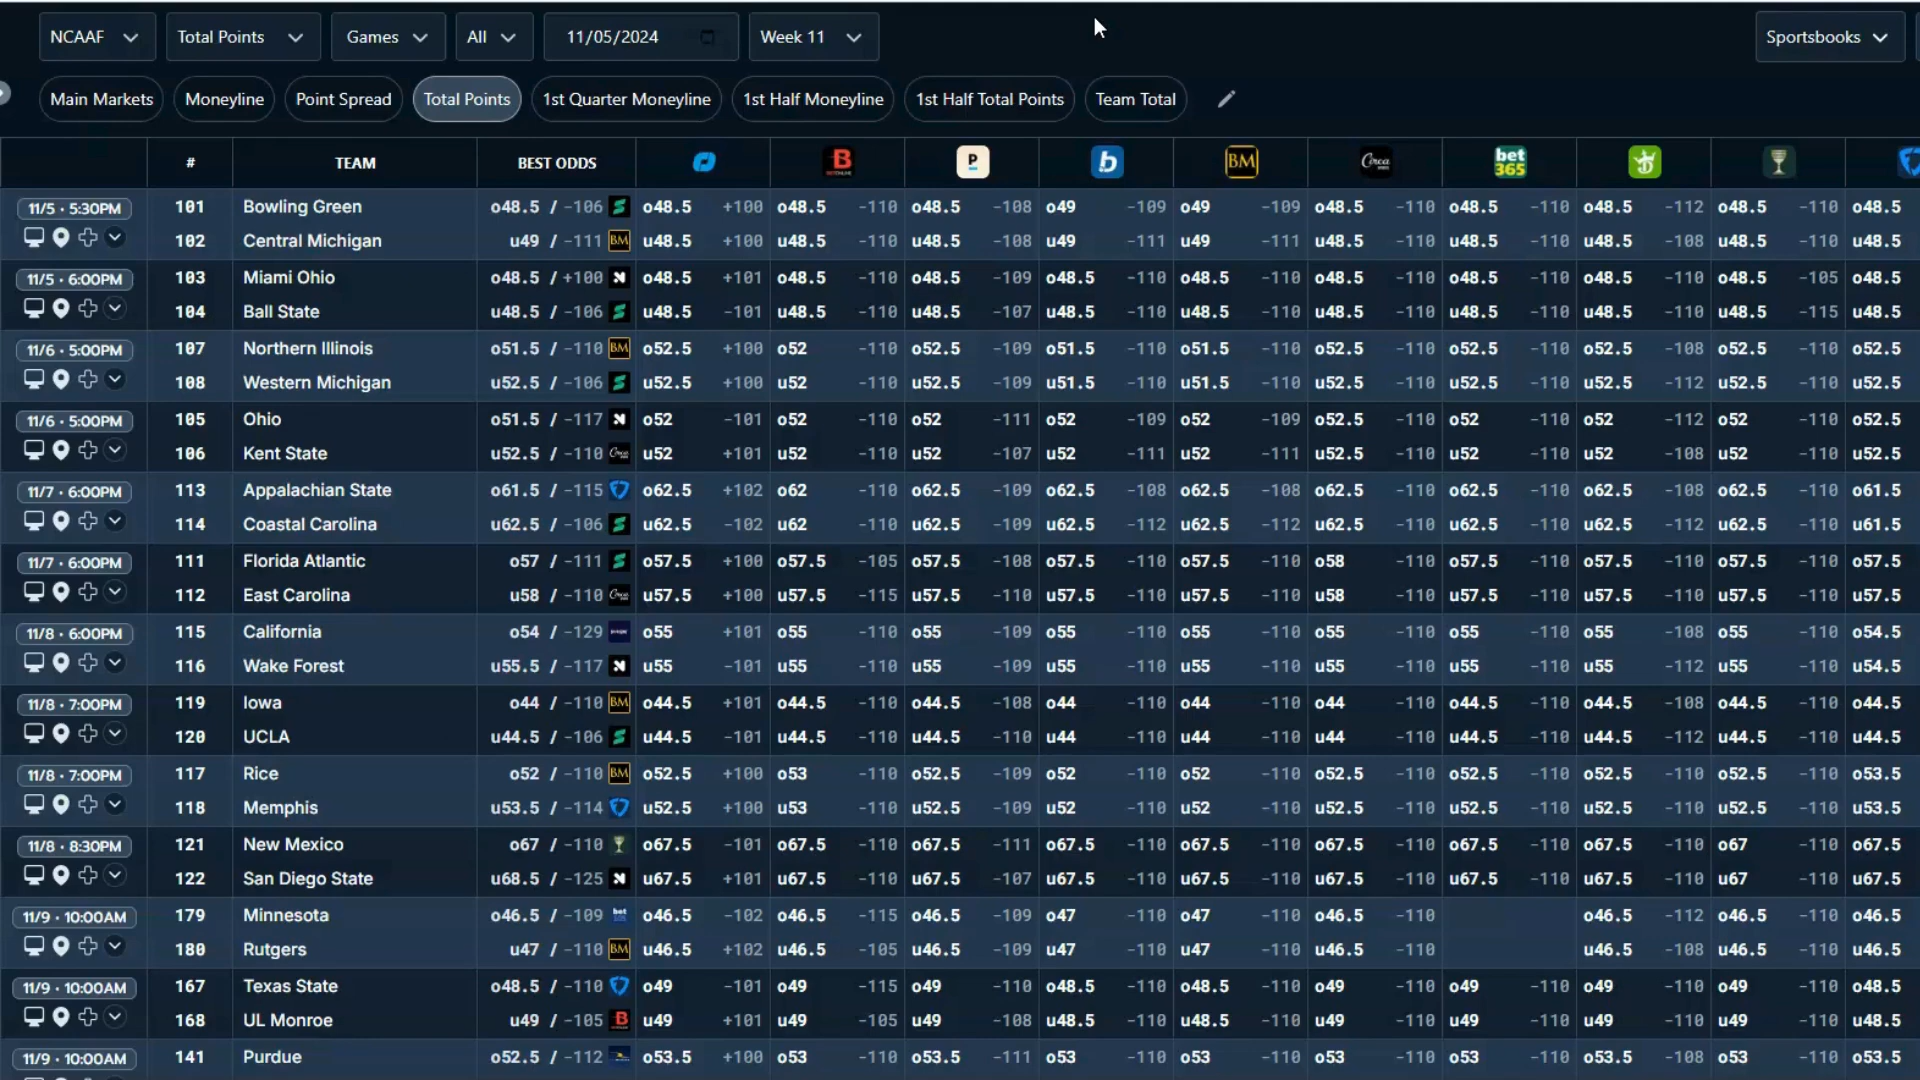 NCAAF Total Points Games All 11/05/2024 Week 11 Sportsbooks
Main Markets Moneyline Point Spread Total Points 1st Quarter Moneyline 1st Half Moneyline 1st Half Total Points Team Total
# TEAM BEST ODDS B BETONLINE P b BM Circa bet365
11/5 • 5:30PM 101 Bowling Green o48.5 / -106 o48.5 +100 o48.5 -110 o48.5 -108 o49 -109 o49 -109 o48.5 -110 o48.5 -110 o48.5 -112 o48.5 -110 o48.5
102 Central Michigan u49 / -111 BM u48.5 +100 u48.5 -110 u48.5 -108 u49 -111 u49 -111 u48.5 -110 u48.5 -110 u48.5 -108 u48.5 -110 u48.5
11/5 • 6:00PM 103 Miami Ohio o48.5 / +100 o48.5 +101 o48.5 -110 o48.5 -109 o48.5 -110 o48.5 -110 o48.5 -110 o48.5 -110 o48.5 -110 o48.5 -105 o48.5
104 Ball State u48.5 / -106 u48.5 -101 u48.5 -110 u48.5 -107 u48.5 -110 u48.5 -110 u48.5 -110 u48.5 -110 u48.5 -110 u48.5 -115 u48.5
11/6 • 5:00PM 107 Northern Illinois o51.5 / -110 BM o52.5 +100 o52 -110 o52.5 -109 o51.5 -110 o51.5 -110 o52.5 -110 o52.5 -110 o52.5 -108 o52.5 -110 o52.5
108 Western Michigan u52.5 / -106 u52.5 +100 u52 -110 u52.5 -109 u51.5 -110 u51.5 -110 u52.5 -110 u52.5 -110 u52.5 -112 u52.5 -110 u52.5
11/6 • 5:00PM 105 Ohio o51.5 / -117 o52 -101 o52 -110 o52 -111 o52 -109 o52 -109 o52.5 -110 o52 -110 o52 -112 o52 -110 o52.5
106 Kent State u52.5 / -110 Circa u52 +101 u52 -110 u52 -107 u52 -111 u52 -111 u52.5 -110 u52 -110 u52 -108 u52 -110 u52.5
11/7 • 6:00PM 113 Appalachian State o61.5 / -115 o62.5 +102 o62 -110 o62.5 -109 o62.5 -108 o62.5 -108 o62.5 -110 o62.5 -110 o62.5 -108 o62.5 -110 o61.5
114 Coastal Carolina u62.5 / -106 u62.5 -102 u62 -110 u62.5 -109 u62.5 -112 u62.5 -112 u62.5 -110 u62.5 -110 u62.5 -112 u62.5 -110 u61.5
11/7 • 6:00PM 111 Florida Atlantic o57 / -111 o57.5 +100 o57.5 -105 o57.5 -108 o57.5 -110 o57.5 -110 o58 -110 o57.5 -110 o57.5 -110 o57.5 -110 o57.5
112 East Carolina u58 / -110 Circa u57.5 +100 u57.5 -115 u57.5 -110 u57.5 -110 u57.5 -110 u58 -110 u57.5 -110 u57.5 -110 u57.5 -110 u57.5
11/8 • 6:00PM 115 California o54 / -129 o55 +101 o55 -110 o55 -109 o55 -110 o55 -110 o55 -110 o55 -110 o55 -108 o55 -110 o54.5
116 Wake Forest u55.5 / -117 u55 -101 u55 -110 u55 -109 u55 -110 u55 -110 u55 -110 u55 -110 u55 -112 u55 -110 u54.5
11/8 • 7:00PM 119 Iowa o44 / -110 BM o44.5 +101 o44.5 -110 o44.5 -108 o44 -110 o44 -110 o44 -110 o44.5 -110 o44.5 -108 o44.5 -110 o44.5
120 UCLA u44.5 / -106 u44.5 -101 u44.5 -110 u44.5 -110 u44 -110 u44 -110 u44 -110 u44.5 -110 u44.5 -112 u44.5 -110 u44.5
11/8 • 7:00PM 117 Rice o52 / -110 BM o52.5 +100 o53 -110 o52.5 -109 o52 -110 o52 -110 o52.5 -110 o52.5 -110 o52.5 -110 o52.5 -110 o53.5
118 Memphis u53.5 / -114 u52.5 +100 u53 -110 u52.5 -109 u52 -110 u52 -110 u52.5 -110 u52.5 -110 u52.5 -110 u52.5 -110 u53.5
11/8 • 8:30PM 121 New Mexico o67 / -110 o67.5 -101 o67.5 -110 o67.5 -111 o67.5 -110 o67.5 -110 o67.5 -110 o67.5 -110 o67.5 -110 o67 -110 o67.5
122 San Diego State u68.5 / -125 u67.5 +101 u67.5 -110 u67.5 -107 u67.5 -110 u67.5 -110 u67.5 -110 u67.5 -110 u67.5 -110 u67 -110 u67.5
11/9 • 10:00AM 179 Minnesota o46.5 / -109 bet365 o46.5 -102 o46.5 -115 o46.5 -109 o47 -110 o47 -110 o46.5 -110 o46.5 -112 o46.5 -110 o46.5
180 Rutgers u47 / -110 BM u46.5 +102 u46.5 -105 u46.5 -109 u47 -110 u47 -110 u46.5 -110 u46.5 -108 u46.5 -110 u46.5
11/9 • 10:00AM 167 Texas State o48.5 / -110 o49 -101 o49 -115 o49 -110 o48.5 -110 o48.5 -110 o49 -110 o49 -110 o49 -110 o49 -110 o48.5
168 UL Monroe u49 / -105 B u49 +101 u49 -105 u49 -108 u48.5 -110 u48.5 -110 u49 -110 u49 -110 u49 -110 u49 -110 u48.5
11/9 • 10:00AM 141 Purdue o52.5 / -112 o53.5 +100 o53 -110 o53.5 -111 o53 -110 o53 -110 o53 -110 o53 -110 o53.5 -108 o53 -110 o53.5